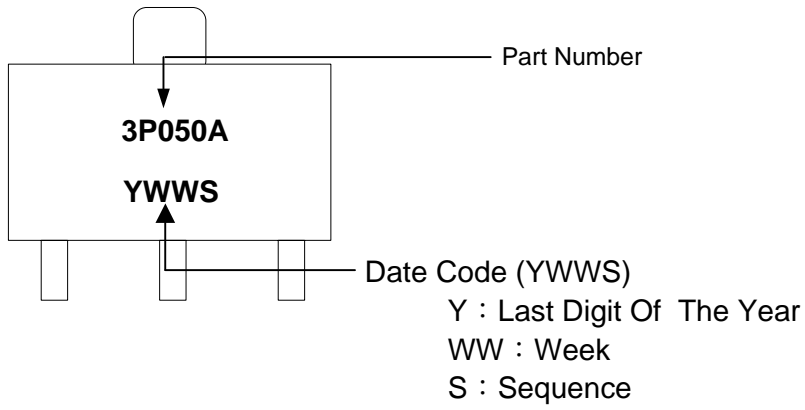 Part Number
3P050A
YWWS
Date Code (YWWS)
Y：Last Digit Of The Year
WW：Week
S：Sequence